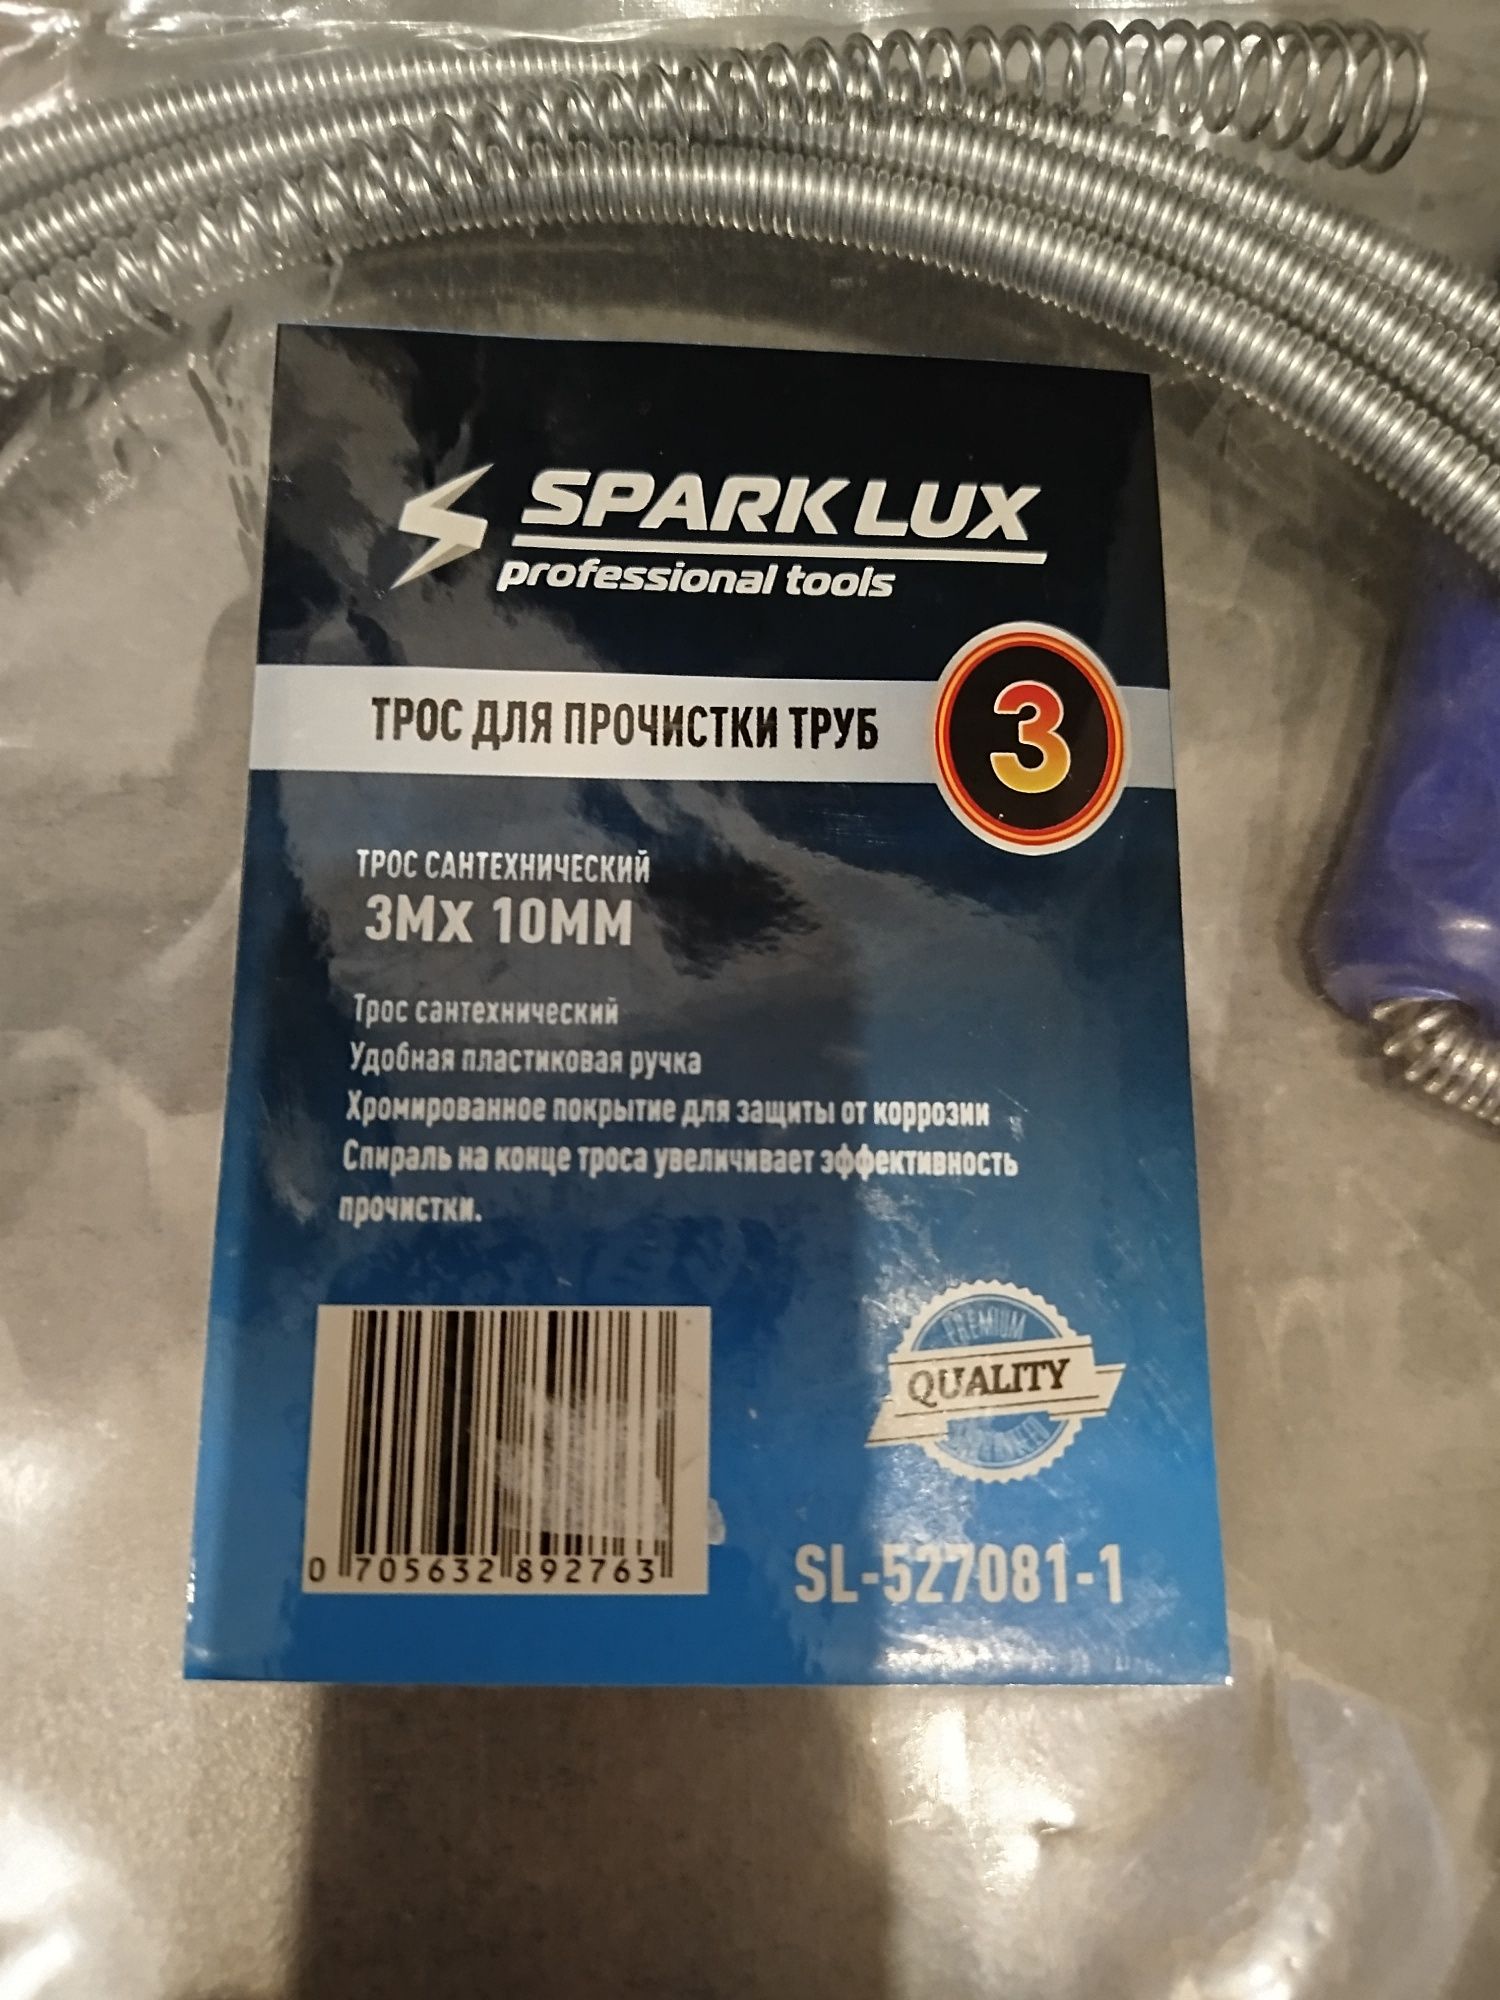 SPARK LUX
professional tools
ТРОС ДЛЯ ПРОЧИСТКИ ТРУБ
3
ТРОС САНТЕХНИЧЕСКИЙ
3Мх 10ММ
Трос сантехнический
Удобная пластиковая ручка
Хромированное покрытие для защиты от коррозии
Спираль на конце троса увеличивает эффективность
прочистки.
PREMIUM
QUALITY
0 705632 892763
SL-527081-1